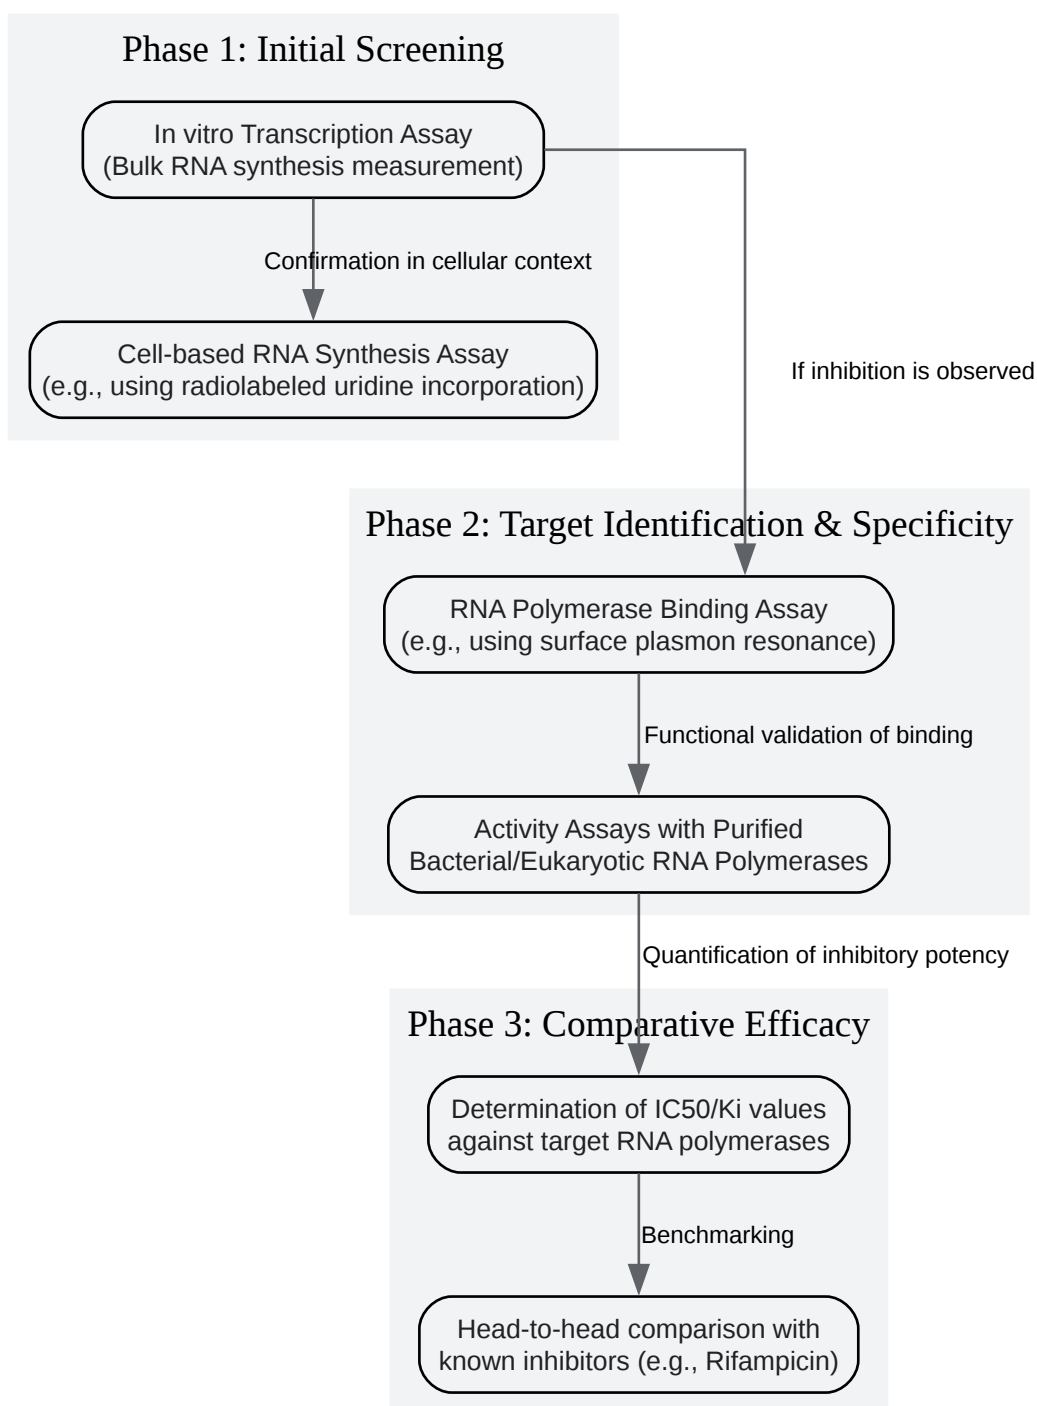 Phase 1: Initial Screening
In vitro Transcription Assay
(Bulk RNA synthesis measurement)
Confirmation in cellular context
Cell-based RNA Synthesis Assay
(e.g., using radiolabeled uridine incorporation)
If inhibition is observed
Phase 2: Target Identification & Specificity
RNA Polymerase Binding Assay
(e.g., using surface plasmon resonance)
Functional validation of binding
Activity Assays with Purified
Bacterial/Eukaryotic RNA Polymerases
Quantification of inhibitory potency
Phase 3: Comparative Efficacy
Determination of IC50/Ki values
against target RNA polymerases
Benchmarking
Head-to-head comparison with
known inhibitors (e.g., Rifampicin)